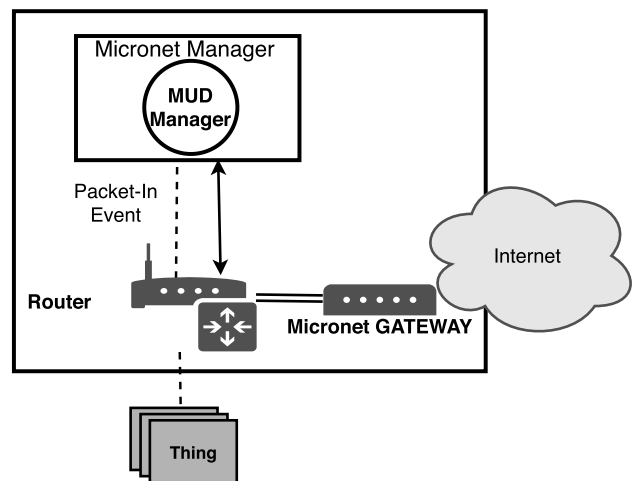 Micronet Manager
MUD
Manager
Packet-In
Event
Internet
Router
Micronet GATEWAY
Thing